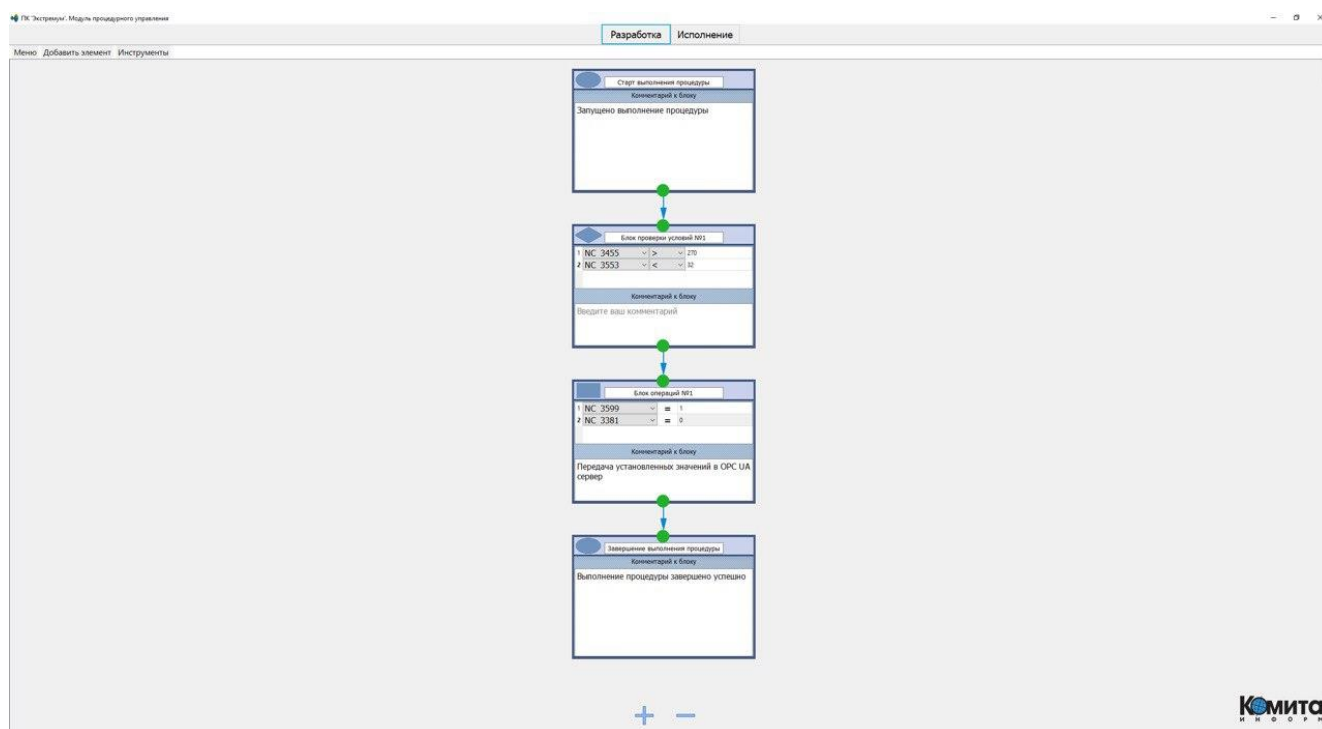 ПК 'Экстремум'. Модуль процедурного управления
Разработка Исполнение
Меню Добавить элемент Инструменты
Старт выполнения процедуры
Комментарий к блоку
Запущено выполнение процедуры
Блок проверки условий №1
1 NC 3455 > 270
2 NC 3553 < 32
Комментарий к блоку
Введите ваш комментарий
Блок операций №1
1 NC 3599 = 1
2 NC 3381 = 0
Комментарий к блоку
Передача установленных значений в OPC UA
сервер
Завершение выполнения процедуры
Комментарий к блоку
Выполнение процедуры завершено успешно
Комита
ИНФОРМ